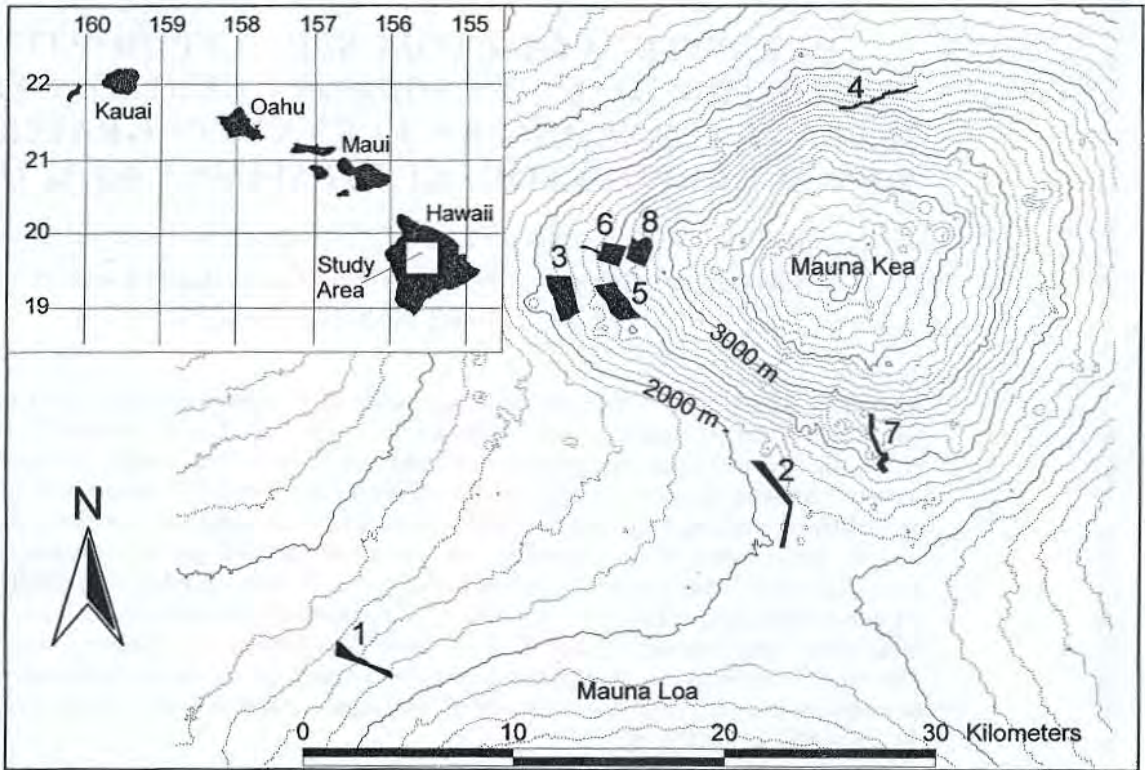 160 159 158 157 156 155
22
Kauai
Oahu
21
Maui
20
Hawaii
Study
Area
19
4
6 8
3
5
Mauna Kea
3000 m
2000 m
7
2
N
1
Mauna Loa
0 10 20 30 Kilometers